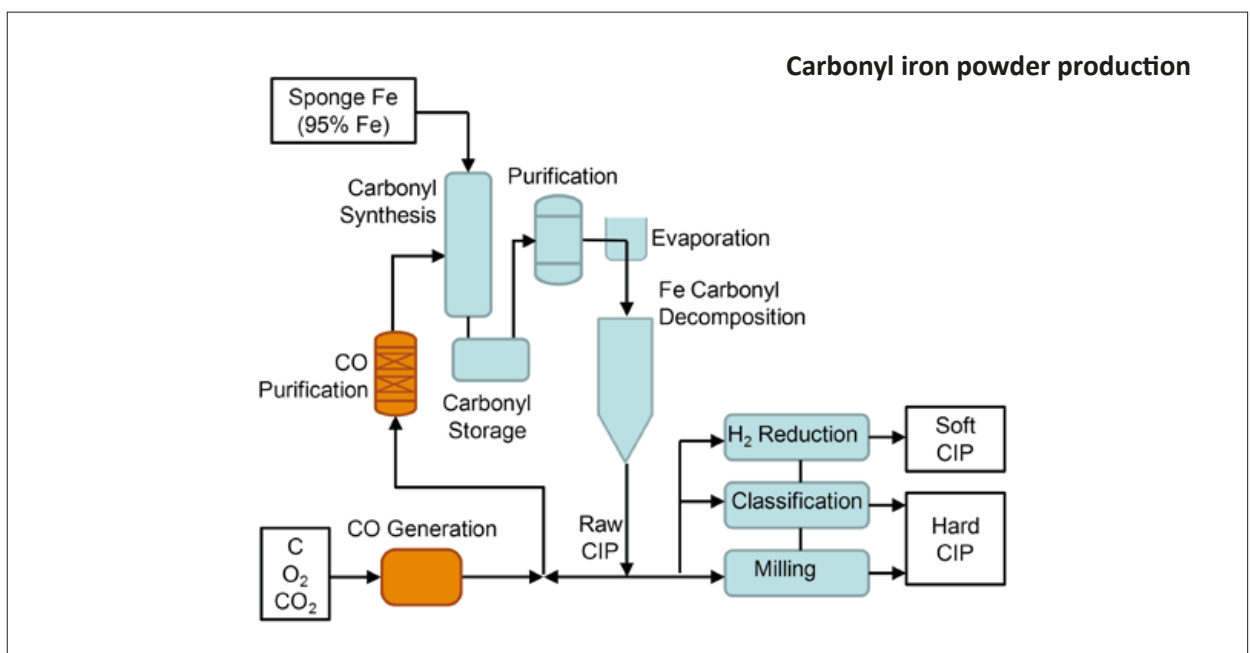 Carbonyl iron powder production
Sponge Fe
(95% Fe)
Carbonyl
Synthesis
Purification
Evaporation
Fe Carbonyl
Decomposition
CO
Purification
Carbonyl
Storage
H₂ Reduction
Soft
CIP
Classification
Hard
CIP
Milling
Raw
CIP
CO Generation
C
O₂
CO₂